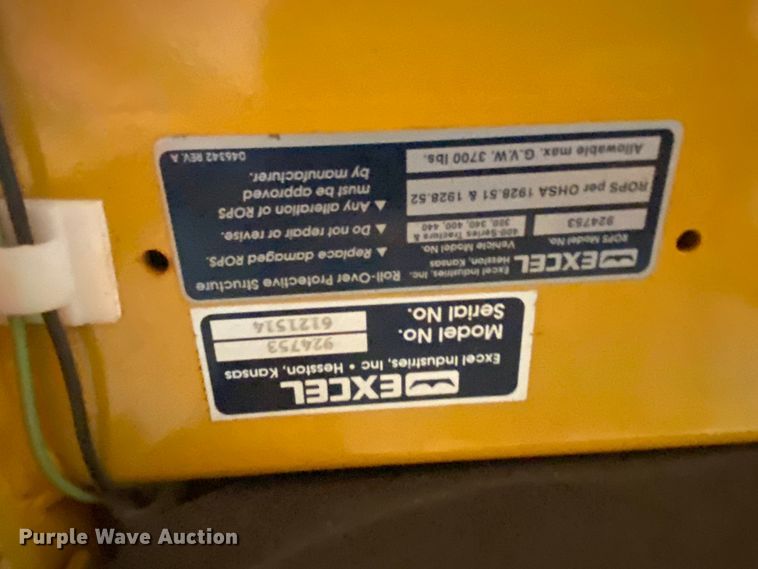 EXCEL
Excel Industries, Inc • Hesston, Kansas
Model No. 924753
Serial No. 6121514
EXCEL
Excel Industries, Inc.
Hesston, Kansas
Roll-Over Protective Structure
ROPS Model No.
924753
Vehicle Model No.
400-Series Tractors &
340, 400, 440
ROPS per OHSA 1928.51 & 1928.52
Allowable max. G.V.W. 3700 lbs.
▲ Replace damaged ROPS.
▲ Do not repair or revise.
▲ Any alteration of ROPS
must be approved
by manufacturer.
046342 REV. A
Purple Wave Auction